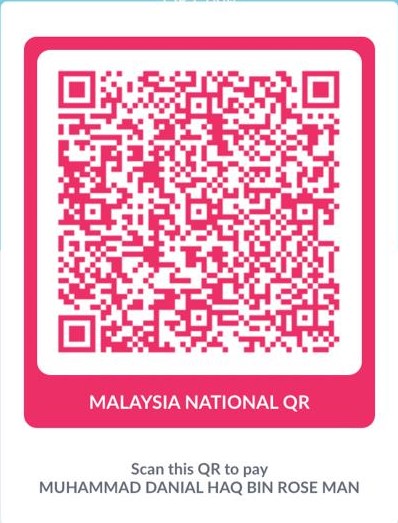 MALAYSIA NATIONAL QR
Scan this QR to pay
MUHAMMAD DANIAL HAQ BIN ROSE MAN